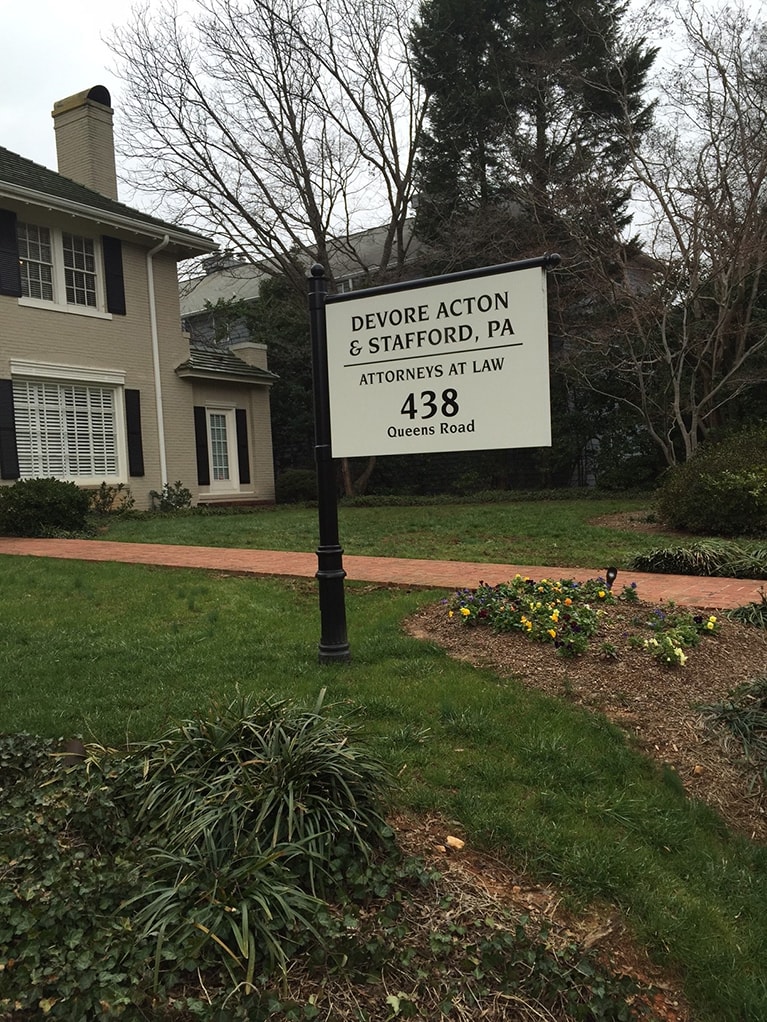 DEVORE ACTON
& STAFFORD, PA
ATTORNEYS AT LAW
438
Queens Road